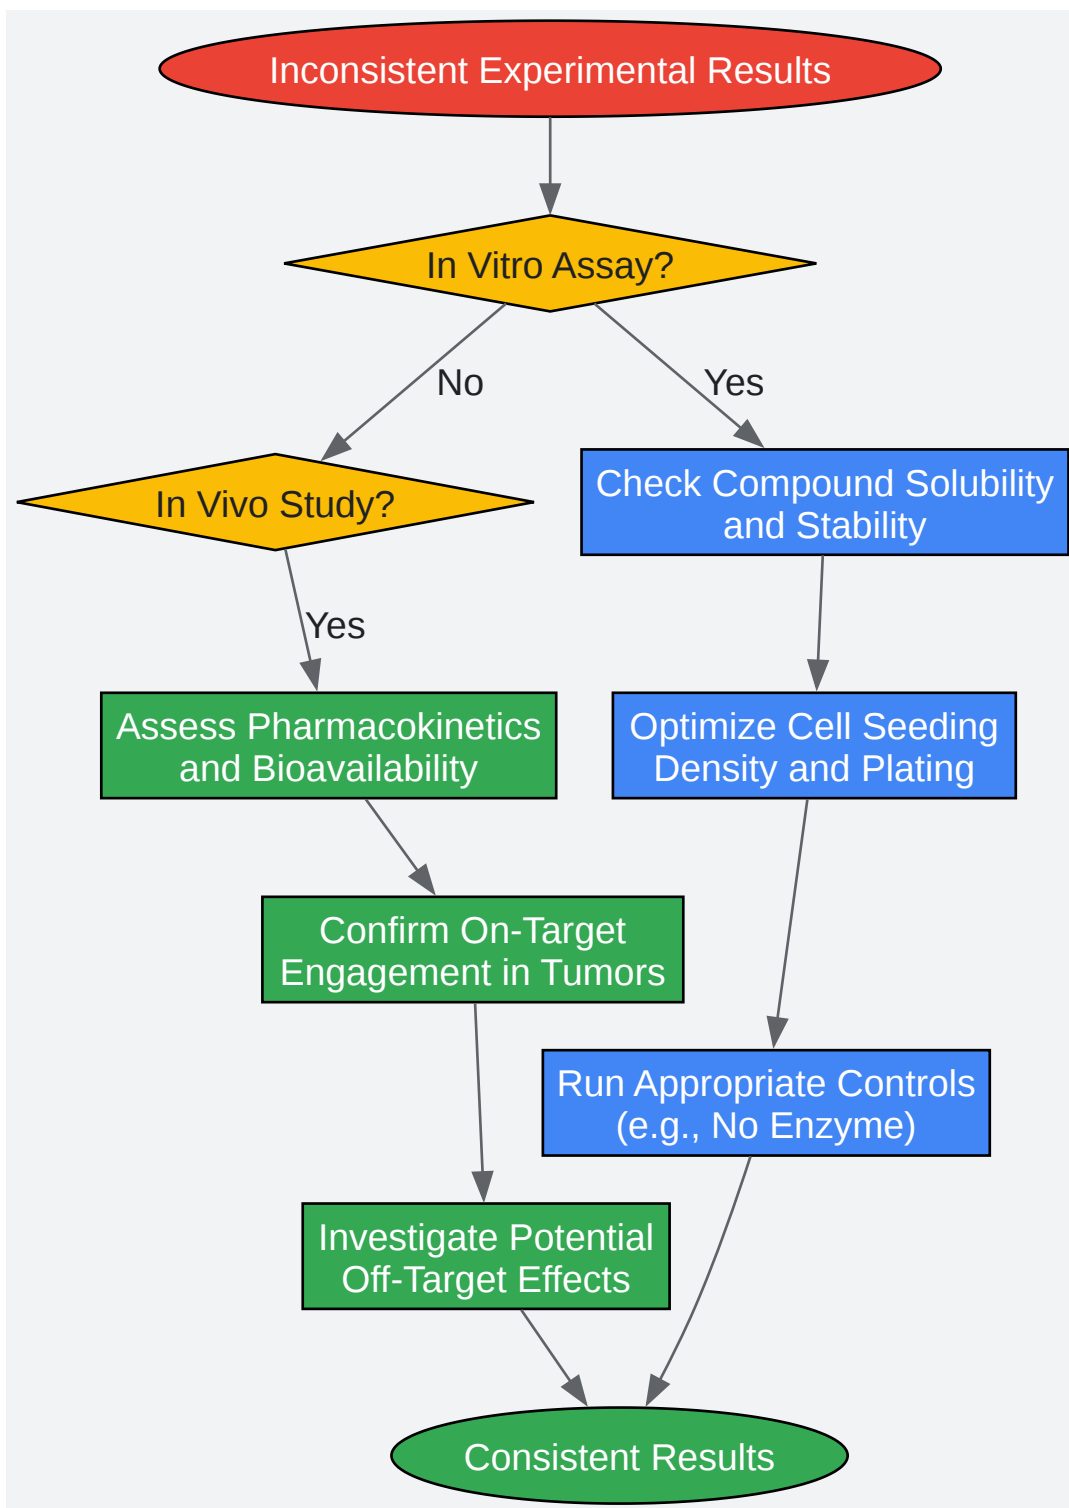 Inconsistent Experimental Results
In Vitro Assay?
No
Yes
In Vivo Study?
Check Compound Solubility
and Stability
Yes
Assess Pharmacokinetics
and Bioavailability
Optimize Cell Seeding
Density and Plating
Confirm On-Target
Engagement in Tumors
Run Appropriate Controls
(e.g., No Enzyme)
Investigate Potential
Off-Target Effects
Consistent Results